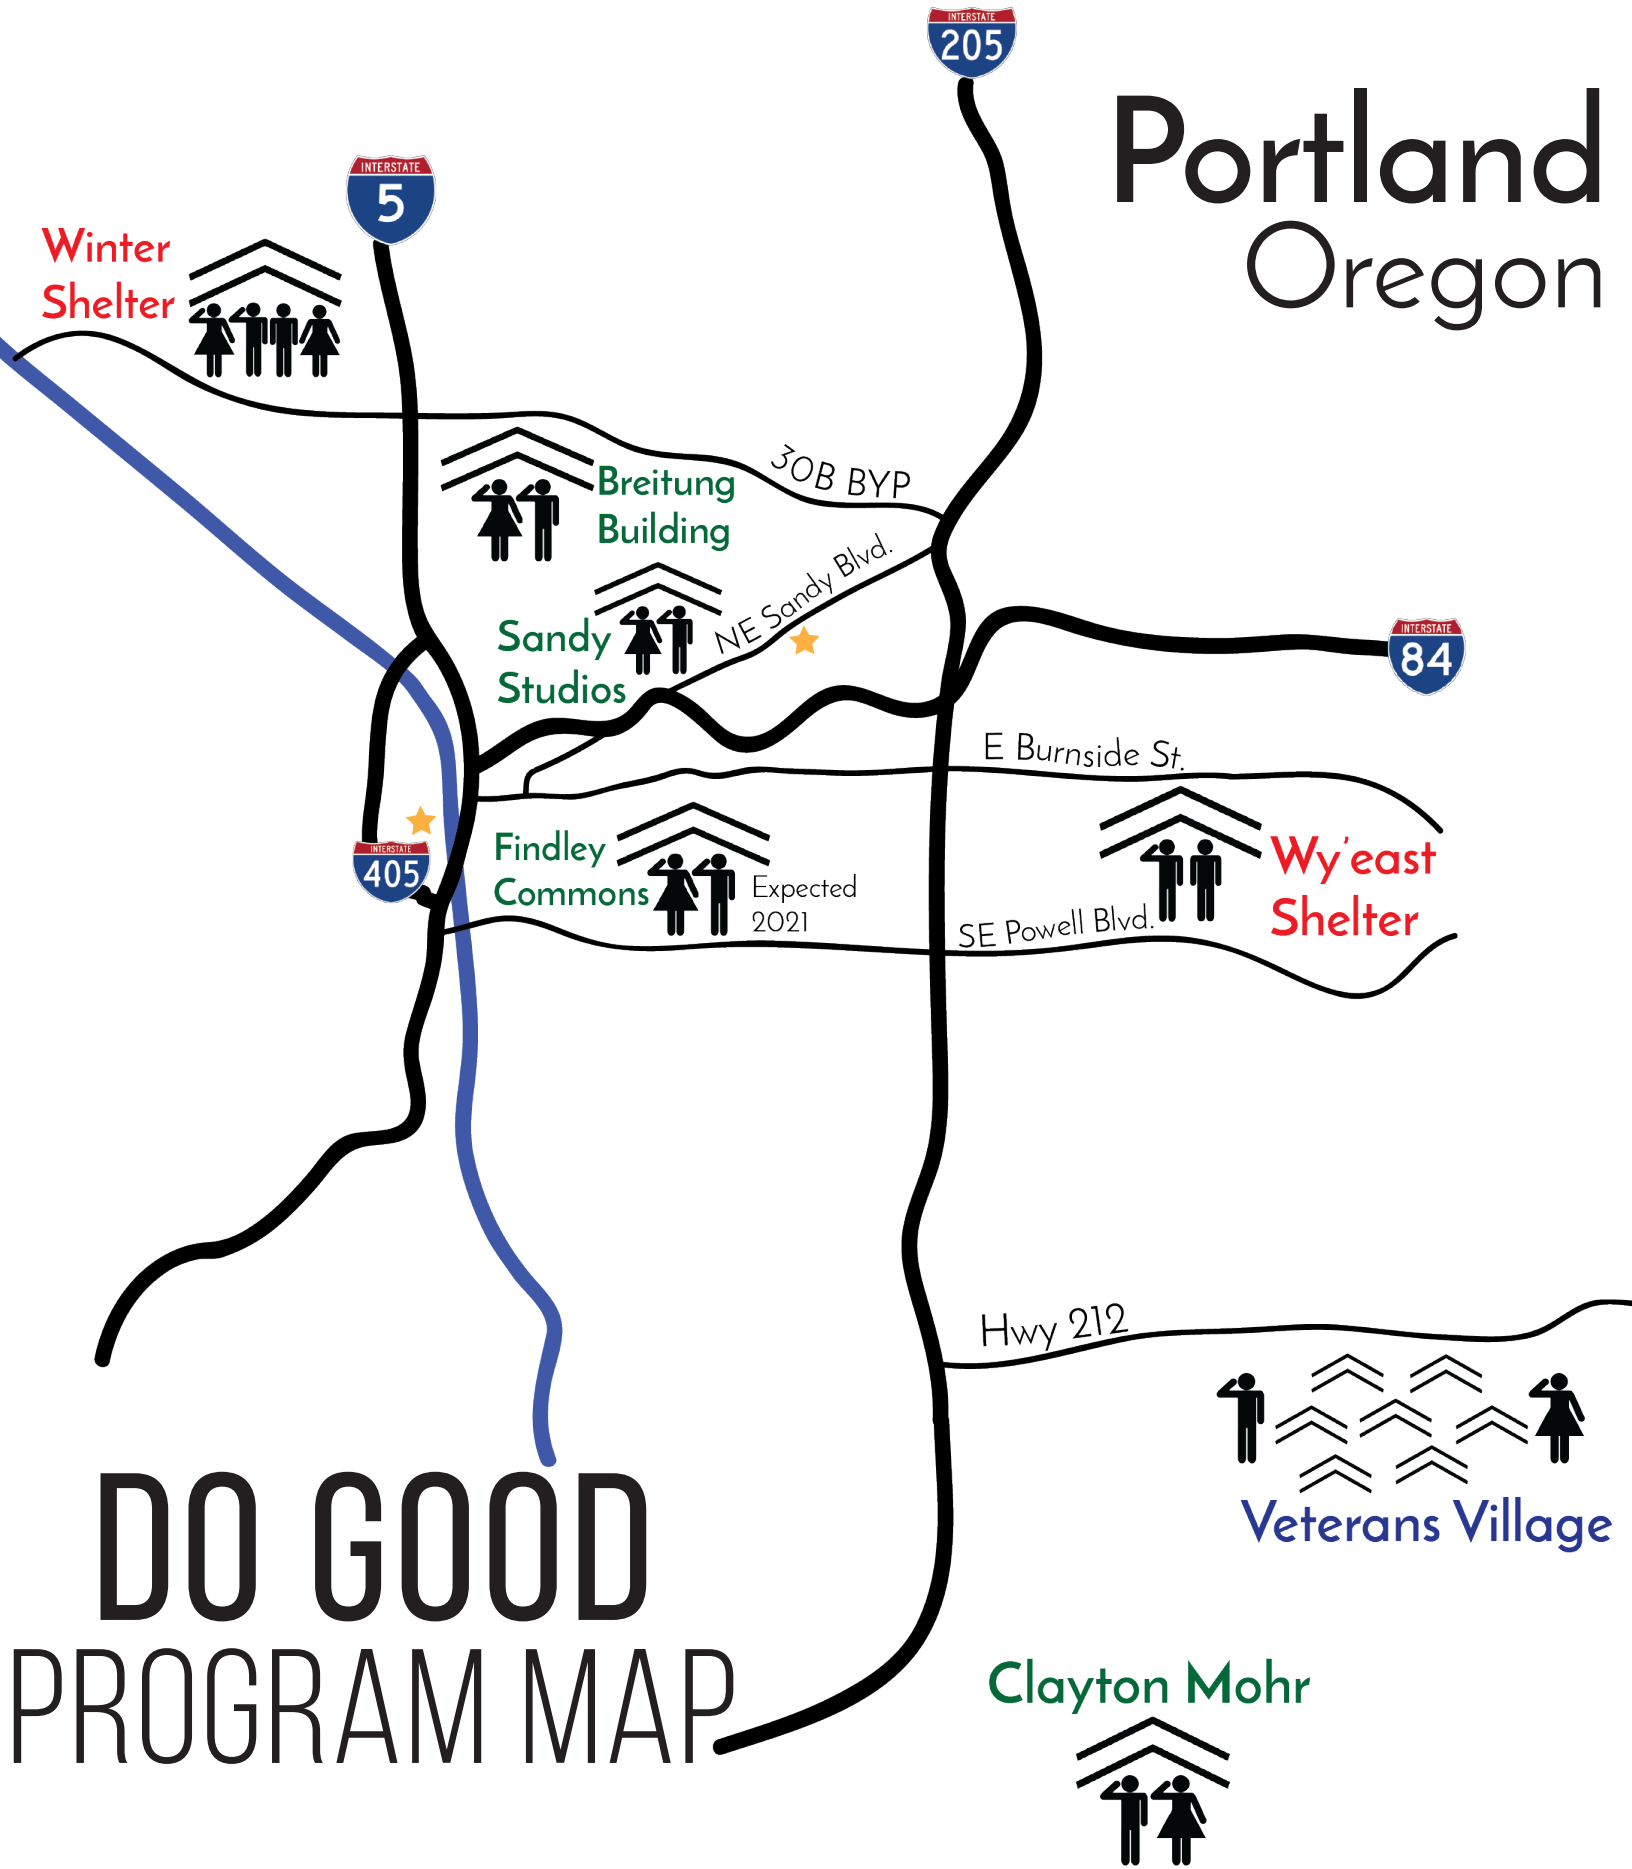 INTERSTATE
205
Portland
Oregon
INTERSTATE
5
Winter
Shelter
30B BYP
Breitung
Building
NE Sandy Blvd.
Sandy
Studios
INTERSTATE
84
E Burnside St.
INTERSTATE
405
Findley
Commons
Expected
2021
Wy'east
Shelter
SE Powell Blvd.
Hwy 212
Veterans Village
DO GOOD
PROGRAM MAP
Clayton Mohr